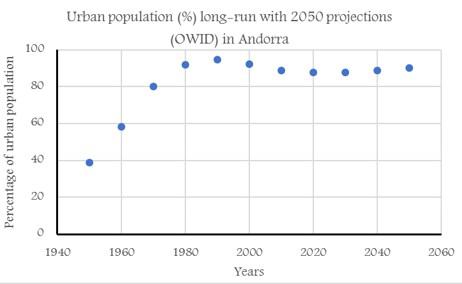 Urban population (%) long-run with 2050 projections
(OWID) in Andorra
Percentage of urban population
100
80
60
40
20
0
1940 1960 1980 2000 2020 2040 2060
Years